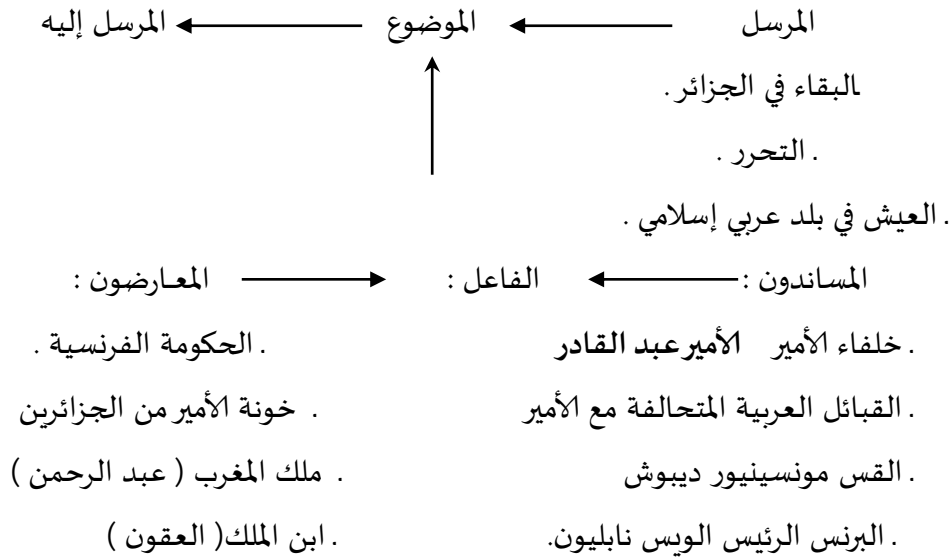 المرسل الموضوع المرسل إليه
البقاء في الجزائر .
. التحرر .
. العيش في بلد عربي إسلامي .
المساندون : الفاعل : المعارضون :
. خلفاء الأمير الأمير عبد القادر . الحكومة الفرنسية .
. القبائل العربية المتحالفة مع الأمير . خونة الأمير من الجزائرين
. القس مونسينيور ديبوش . ملك المغرب ( عبد الرحمن )
. البرنس الرئيس الويس نابليون. . ابن الملك( العقون )